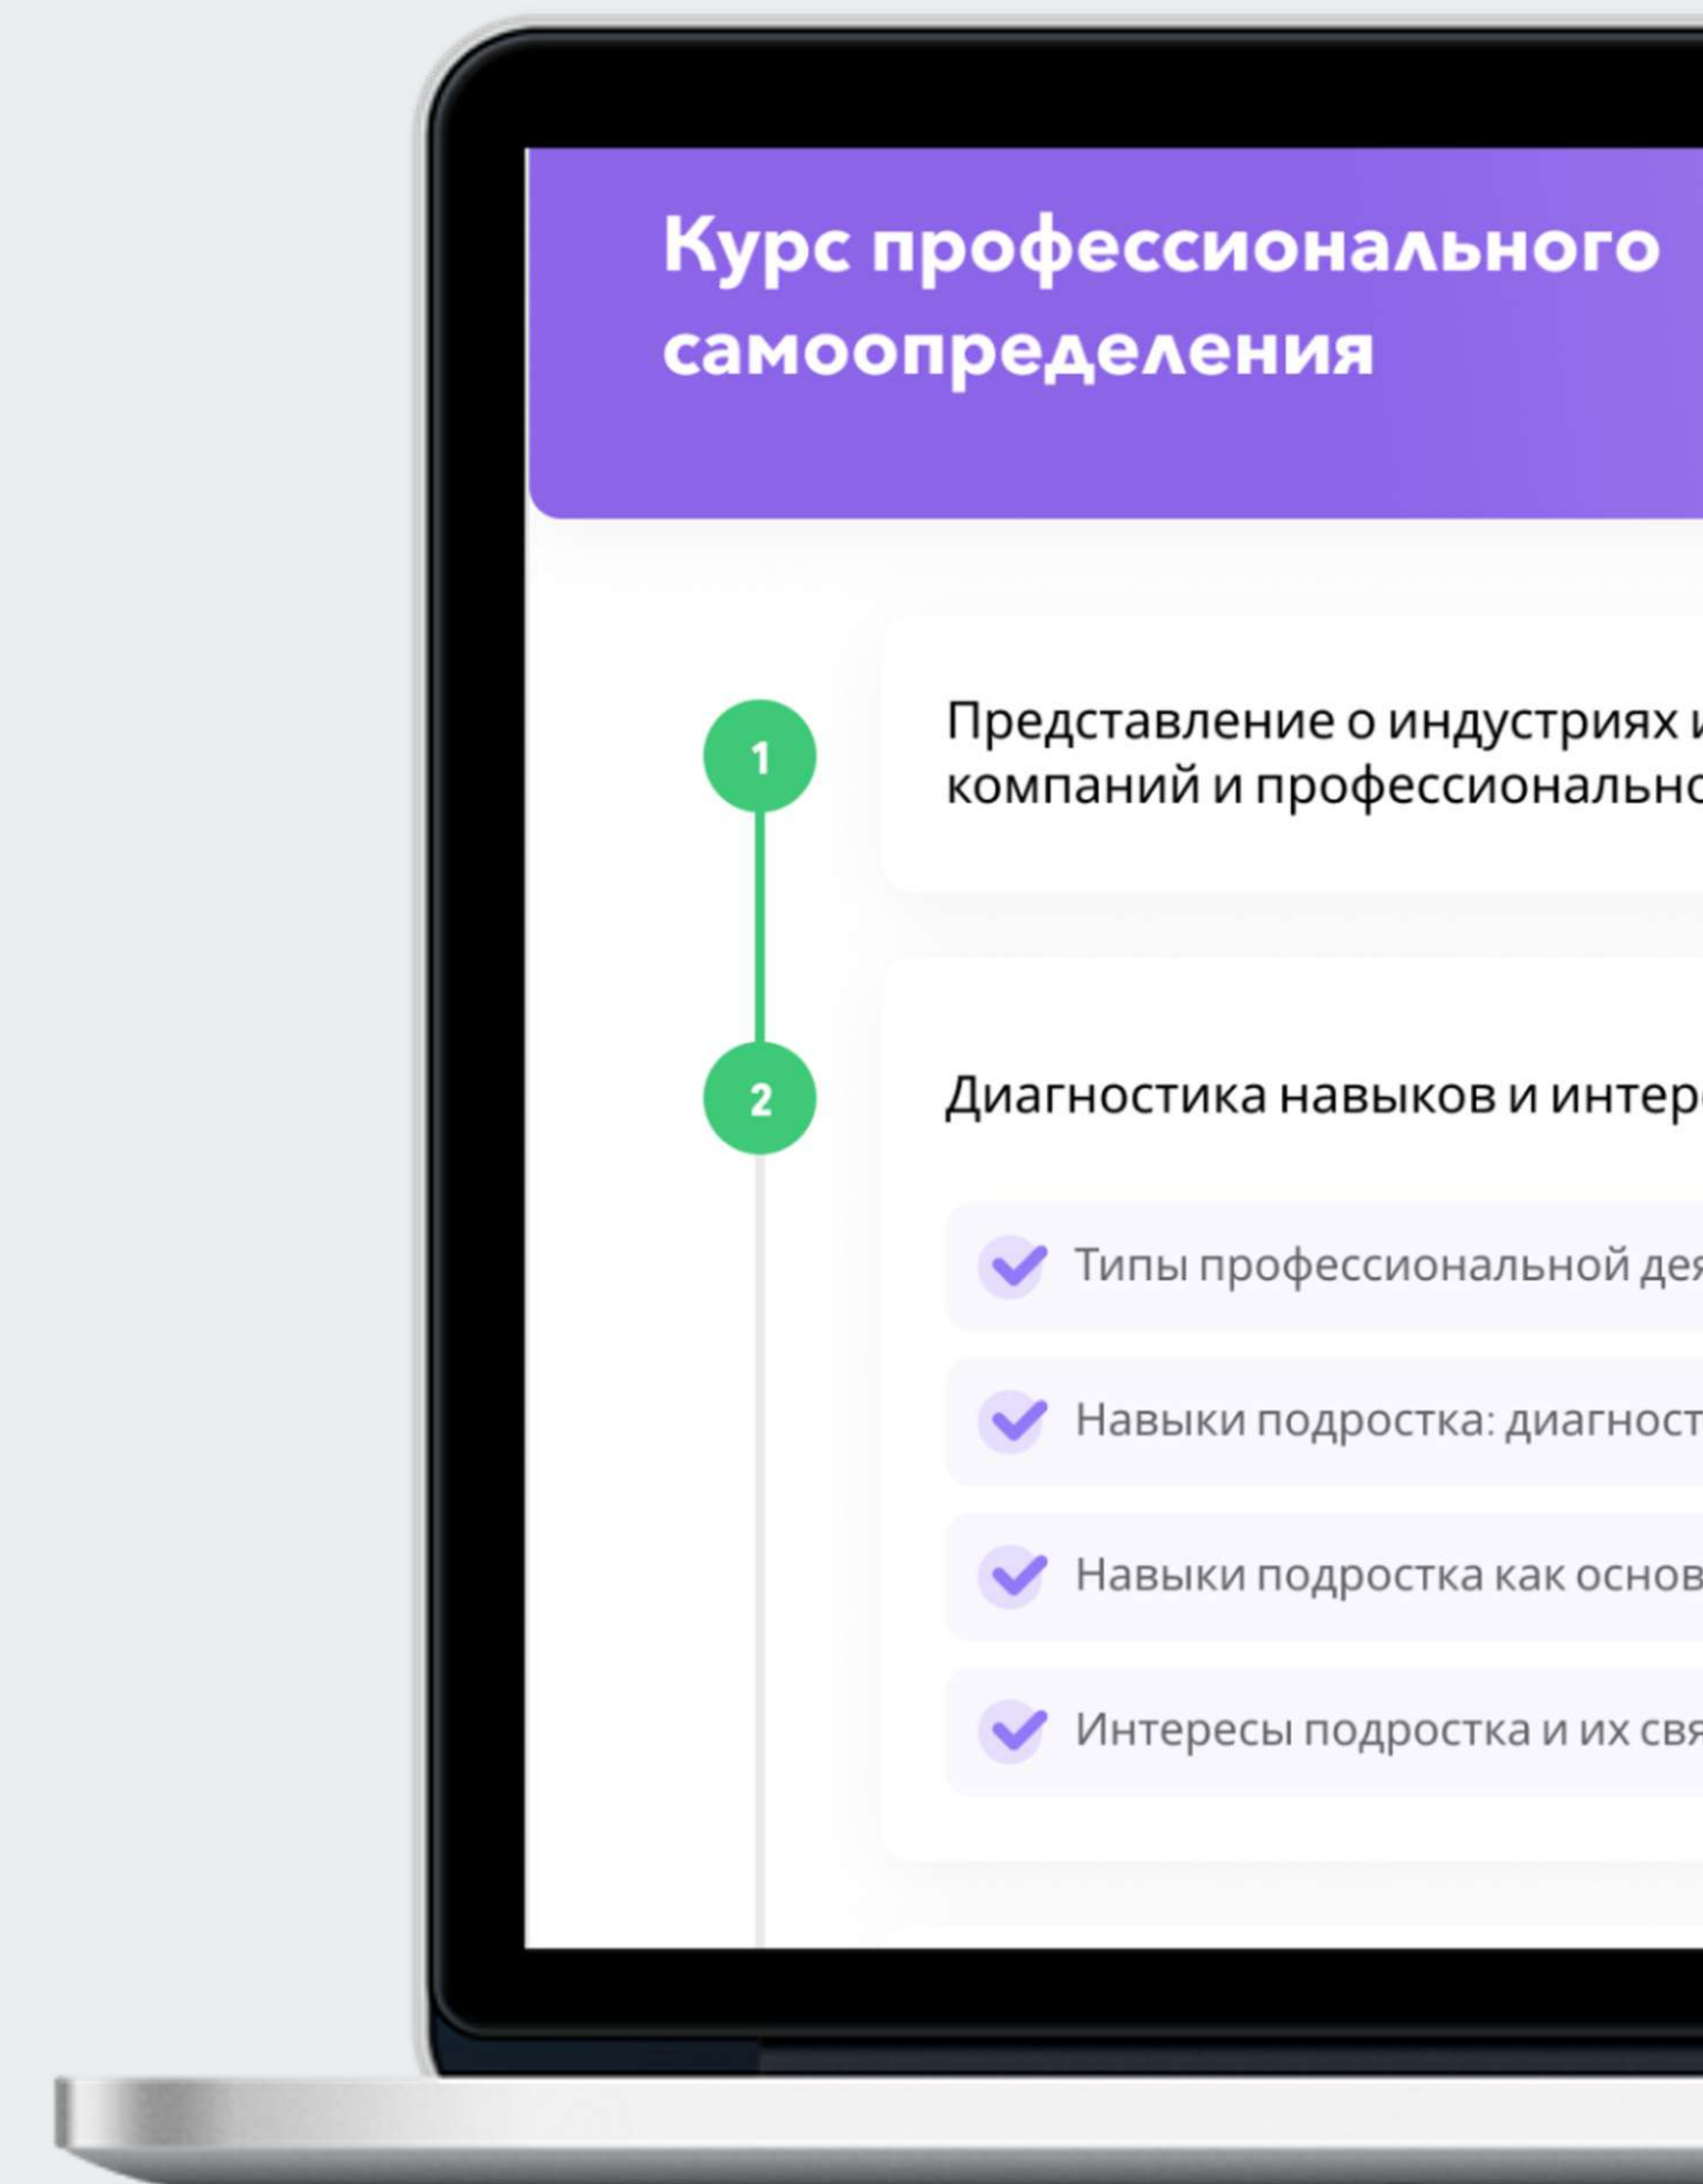 Курс профессионального
самоопределения
1
Представление о индустриях
компаний и
2
Диагностика навыков и
Типы профессиональной
Навыки подростка:
Навыки подростка как
Интересы подростка и их